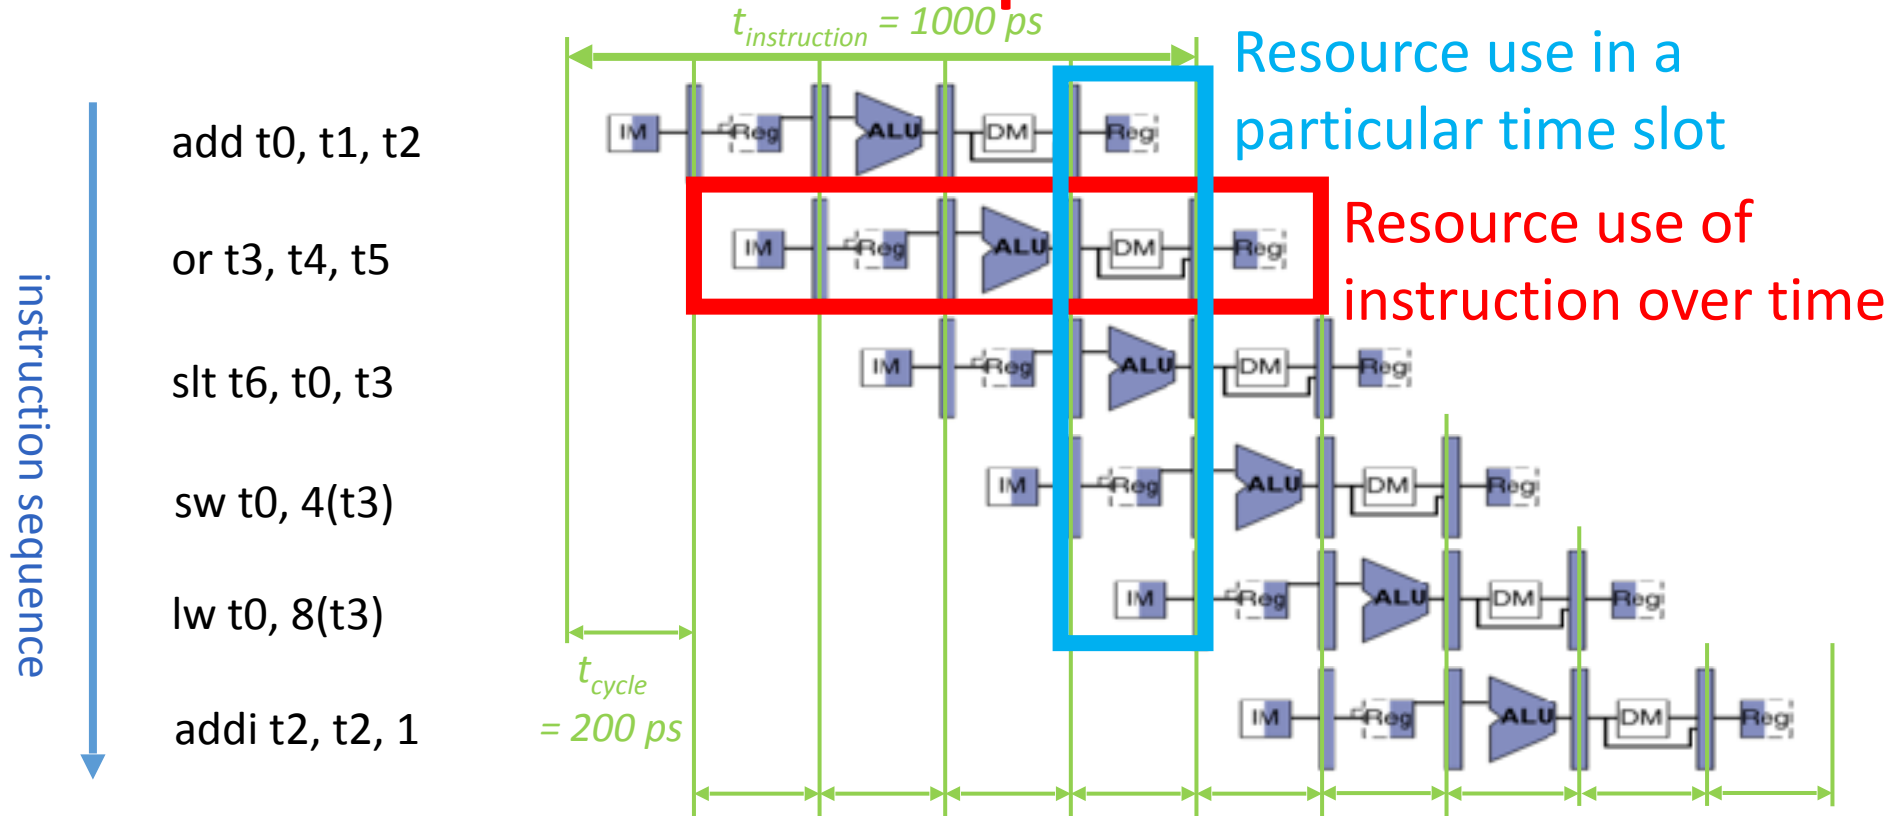 t_instruction = 1000 ps
Resource use in a
particular time slot
add t0, t1, t2
IM Reg ALU DM Reg
Resource use of
instruction over time
or t3, t4, t5
IM Reg ALU DM Reg
instruction sequence
slt t6, t0, t3
IM Reg ALU DM Reg
sw t0, 4(t3)
IM Reg ALU DM Reg
lw t0, 8(t3)
IM Reg ALU DM Reg
t_cycle
= 200 ps
addi t2, t2, 1
IM Reg ALU DM Reg